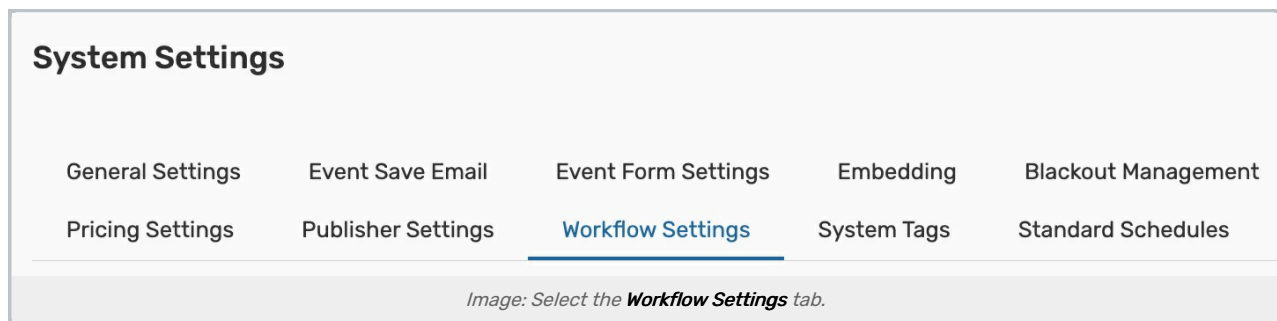 System Settings
General Settings Event Save Email Event Form Settings Embedding Blackout Management
Pricing Settings Publisher Settings Workflow Settings System Tags Standard Schedules
Image: Select the Workflow Settings tab.